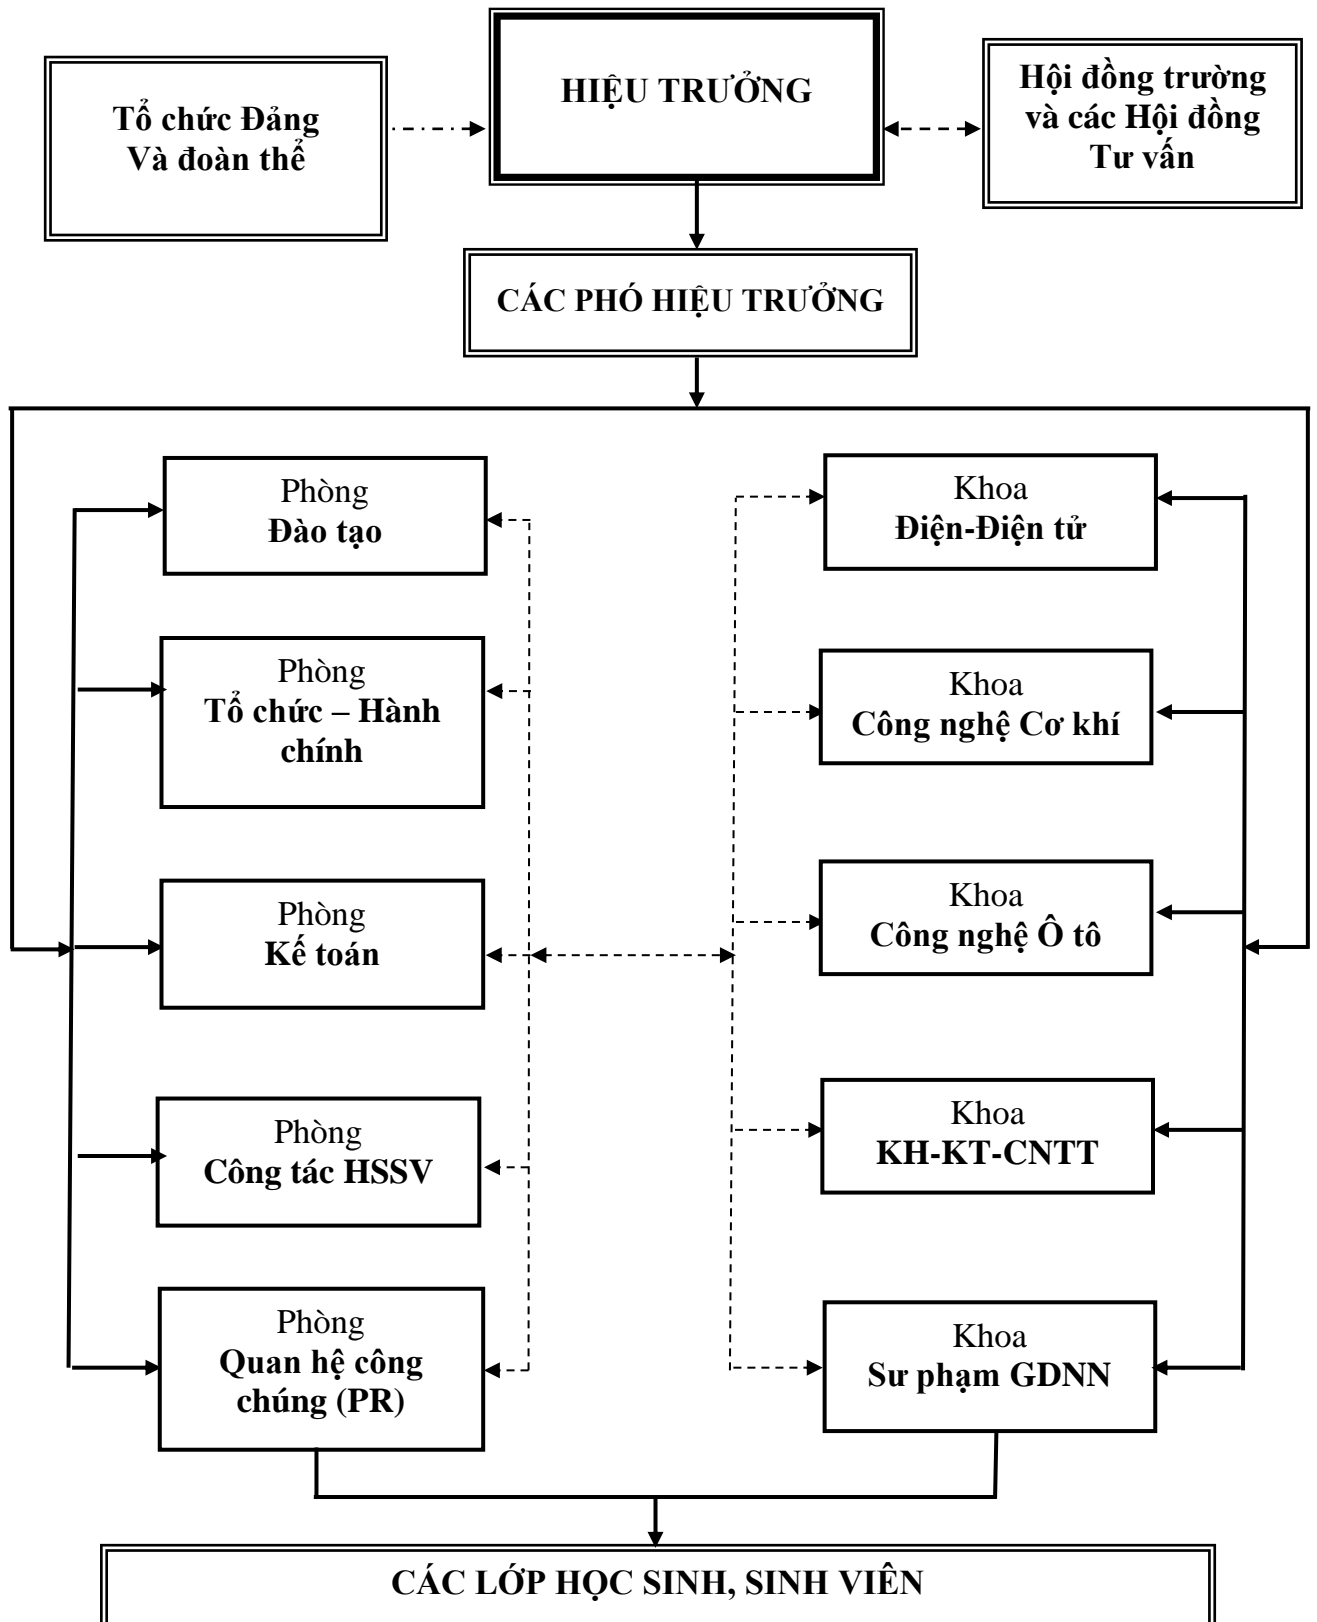 HIỆU TRƯỞNG
Tổ chức Đảng
Và đoàn thể
Hội đồng trường
và các Hội đồng
Tư vấn
CÁC PHÓ HIỆU TRƯỞNG
Phòng
Đào tạo
Phòng
Tổ chức – Hành
chính
Phòng
Kế toán
Phòng
Công tác HSSV
Phòng
Quan hệ công
chúng (PR)
Khoa
Điện-Điện tử
Khoa
Công nghệ Cơ khí
Khoa
Công nghệ Ô tô
Khoa
KH-KT-CNTT
Khoa
Sư phạm GDNN
CÁC LỚP HỌC SINH, SINH VIÊN